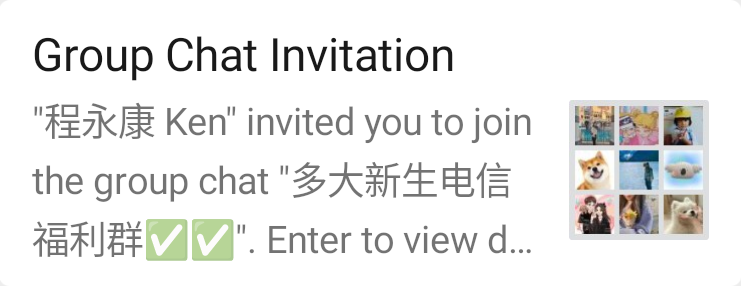 Group Chat Invitation
"程永康 Ken" invited you to join
the group chat "多大新生电信
福利群✅✅". Enter to view d...